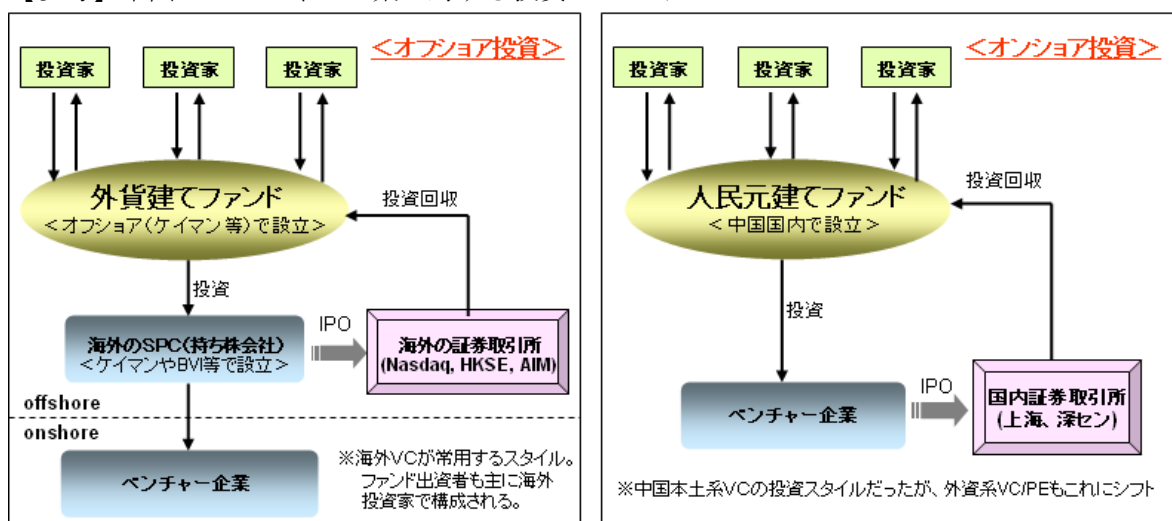 <オフショア投資>
投資家
投資家
投資家
外貨建てファンド
<オフショア(ケイマン等)で設立>
投資回収
投資
海外のSPC(持ち株会社)
<ケイマンやBVI等で設立>
IPO
海外の証券取引所
(Nasdaq, HKSE, AIM)
offshore
onshore
ベンチャー企業
※海外VCが常用するスタイル。
ファンド出資者も主に海外
投資家で構成される。
<オンショア投資>
投資家
投資家
投資家
人民元建てファンド
<中国国内で設立>
投資回収
投資
ベンチャー企業
IPO
国内証券取引所
(上海、深セン)
※中国本土系VCの投資スタイルだったが、外資系VC/PEもこれにシフト